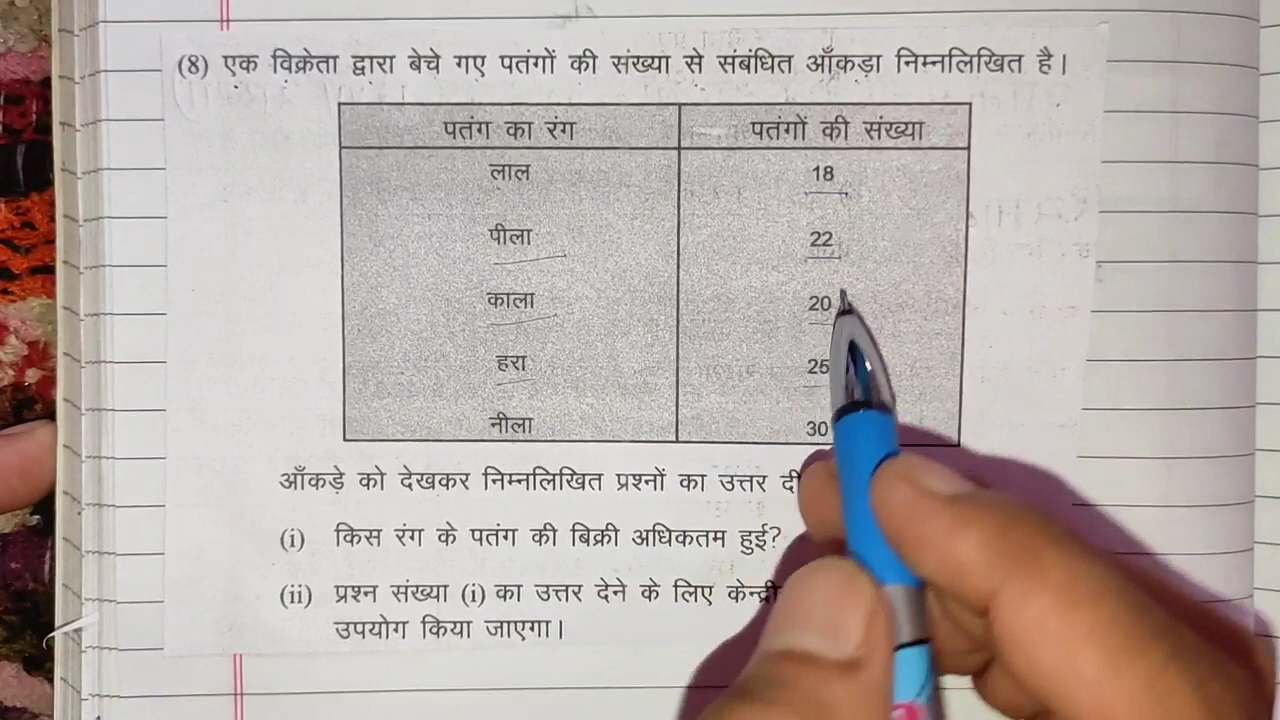 (8) एक विक्रेता द्वारा बेचे गए पतंगों की संख्या से संबंधित आँकड़ा निम्नलिखित है।
पतंग का रंग पतंगों की संख्या
लाल 18
पीला 22
काला 20
हरा 25
नीला 30
आँकड़े को देखकर निम्नलिखित प्रश्नों का उत्तर
(i) किस रंग के पतंग की बिक्री अधिकतम हुई?
(ii) प्रश्न संख्या (i) का उत्तर देने के लिए
उपयोग किया जाएगा।